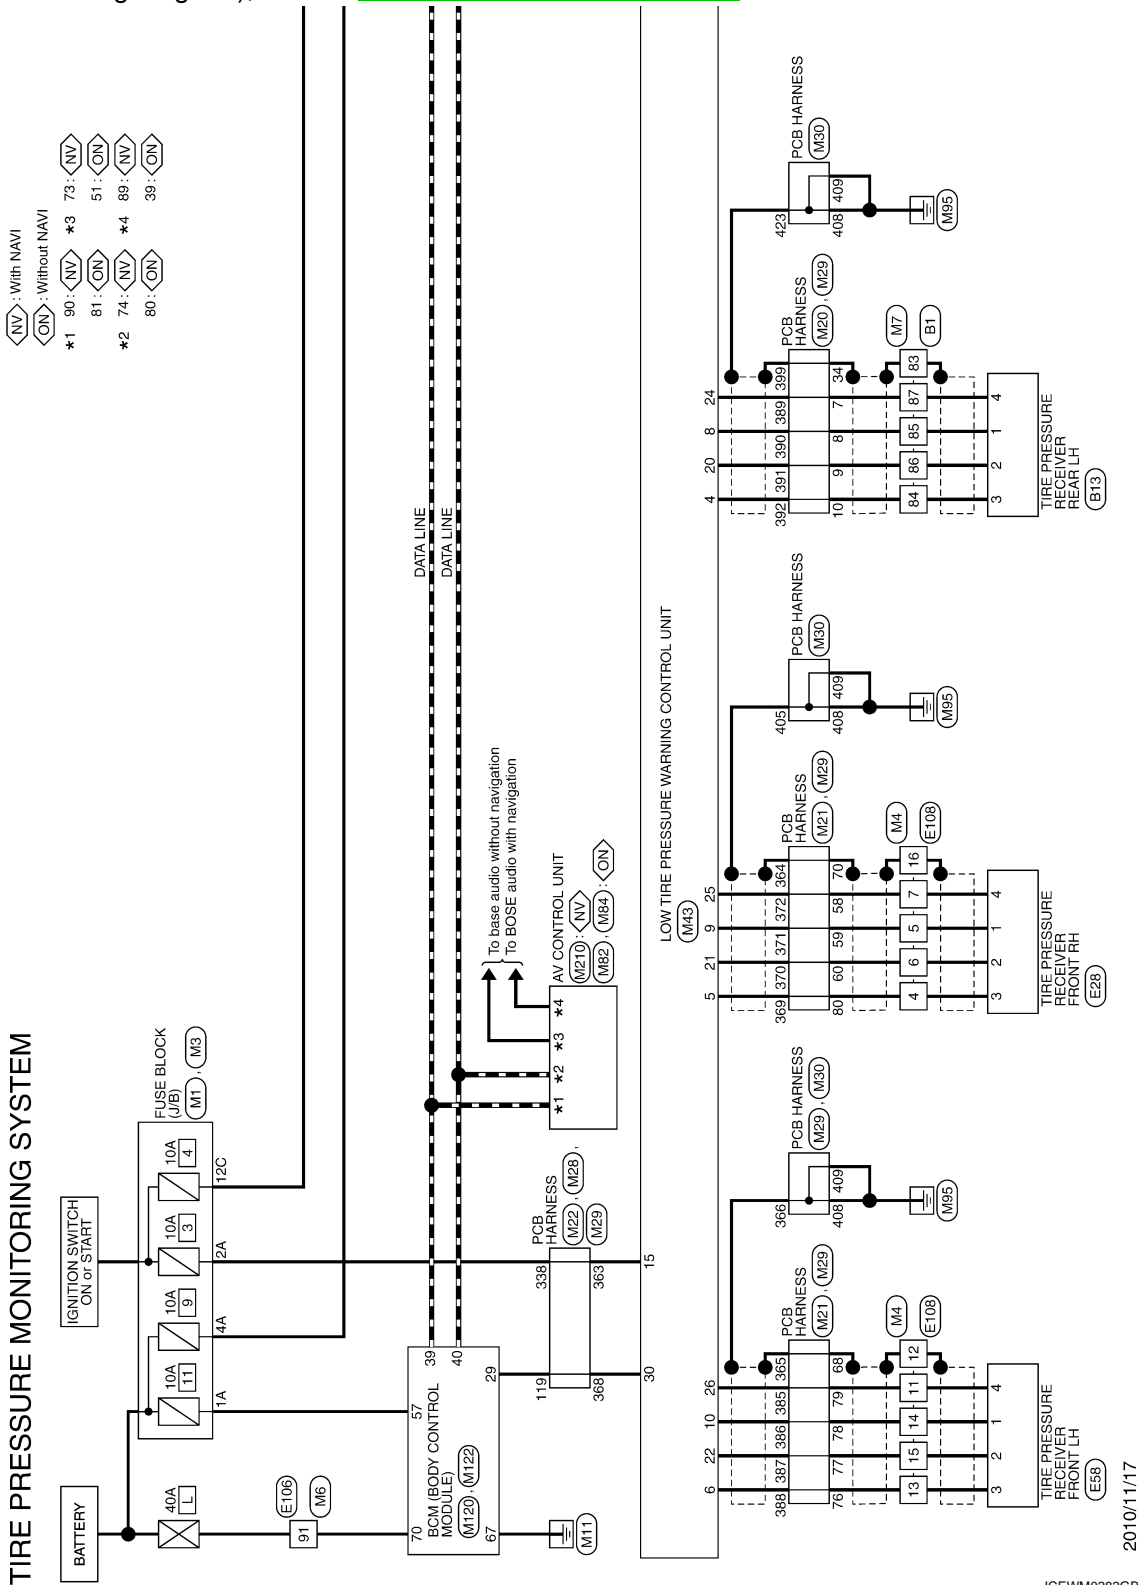 TIRE PRESSURE MONITORING SYSTEM
NV : With NAVI
ON : Without NAVI
*1 90 : NV
81 : ON
*2 74 : NV
80 : ON
*3 73 : NV
51 : ON
*4 89 : NV
39 : ON
BATTERY
IGNITION SWITCH
ON or START
40A
L
10A
11
10A
9
10A
3
10A
4
FUSE BLOCK
(J/B)
M1 , M3
1A
4A
2A
12C
E106
91
M6
70
57
39
40
BCM (BODY CONTROL
MODULE)
M120 , M122
67
29
M11
DATA LINE
DATA LINE
119
338
PCB
HARNESS
M22 , M28 ,
M29
368
363
To base audio without navigation
To BOSE audio with navigation
*1
*2
*3
*4
AV CONTROL UNIT
M210 : NV
M82 , M84 : ON
30
15
LOW TIRE PRESSURE WARNING CONTROL UNIT
M43
6
22
10
26
388
387
386
385
365
PCB
HARNESS
M21 , M29
76
77
78
79
68
13
15
14
11
12
M4
E108
3
2
1
4
TIRE PRESSURE
RECEIVER
FRONT LH
E58
366
PCB HARNESS
M29 , M30
408
409
M95
5
21
9
25
369
370
371
372
364
PCB
HARNESS
M21 , M29
80
60
59
58
70
4
6
5
7
16
M4
E108
3
2
1
4
TIRE PRESSURE
RECEIVER
FRONT RH
E28
405
PCB HARNESS
M30
408
409
M95
4
20
8
24
392
391
390
389
399
PCB
HARNESS
M20 , M29
10
9
8
7
34
84
86
85
87
83
M7
B1
3
2
1
4
TIRE PRESSURE
RECEIVER
REAR LH
B13
423
PCB HARNESS
M30
408
409
M95
2010/11/17